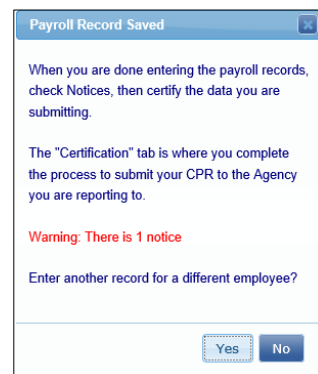 Payroll Record Saved
When you are done entering the payroll records,
check Notices, then certify the data you are
submitting.
The "Certification" tab is where you complete
the process to submit your CPR to the Agency
you are reporting to.
Warning: There is 1 notice
Enter another record for a different employee?
Yes No